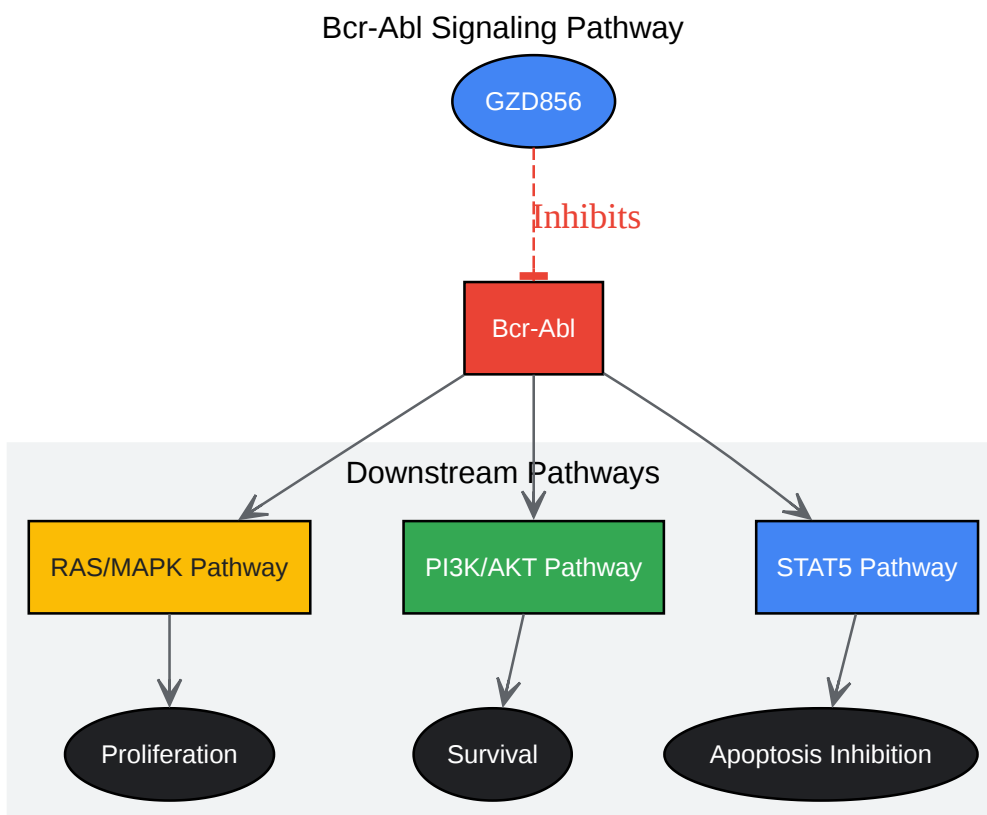 Bcr-Abl Signaling Pathway
GZD856
Inhibits
Bcr-Abl
Downstream Pathways
RAS/MAPK Pathway
PI3K/AKT Pathway
STAT5 Pathway
Proliferation
Survival
Apoptosis Inhibition